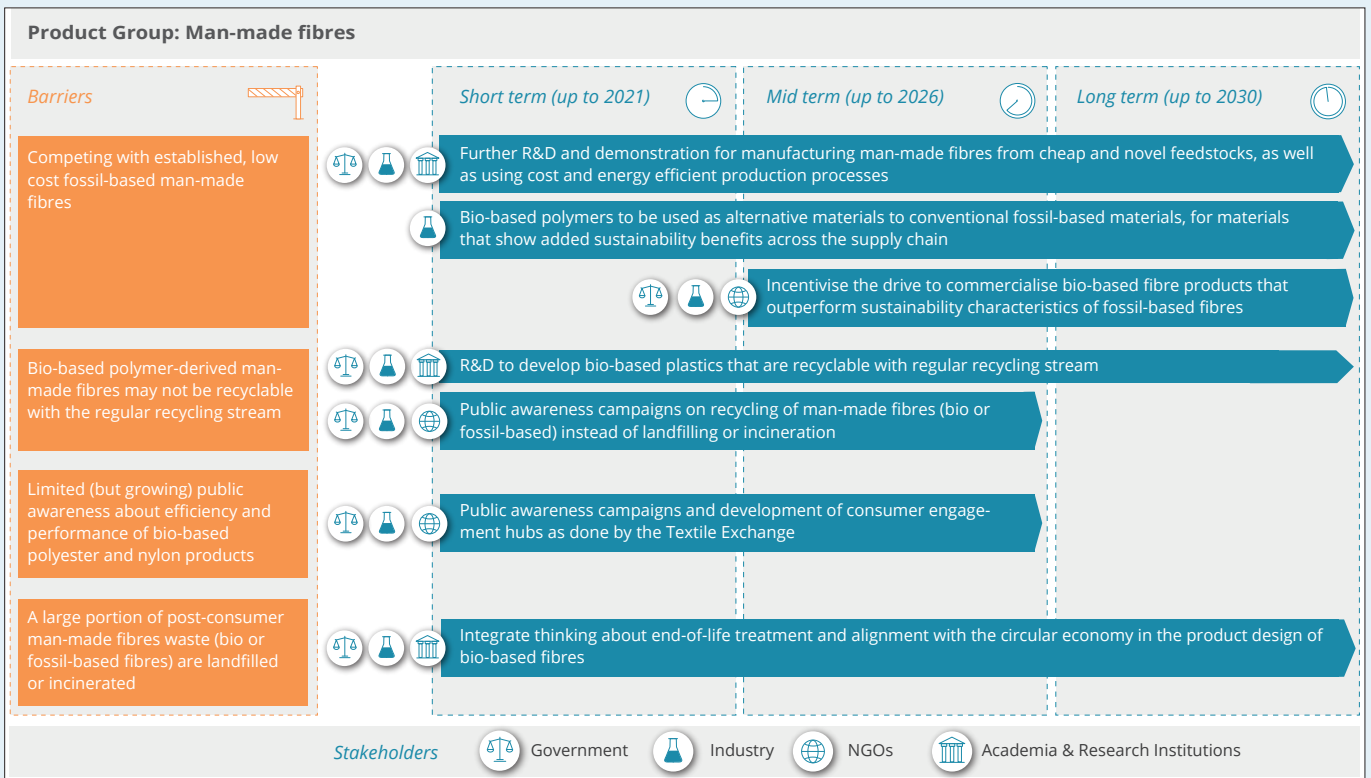 Product Group: Man-made fibres
Barriers
Short term (up to 2021)
Mid term (up to 2026)
Long term (up to 2030)
Competing with established, low
cost fossil-based man-made
fibres
Further R&D and demonstration for manufacturing man-made fibres from cheap and novel feedstocks, as well
as using cost and energy efficient production processes
Bio-based polymers to be used as alternative materials to conventional fossil-based materials, for materials
that show added sustainability benefits across the supply chain
Incentivise the drive to commercialise bio-based fibre products that
outperform sustainability characteristics of fossil-based fibres
Bio-based polymer-derived man-
made fibres may not be recyclable
with the regular recycling stream
R&D to develop bio-based plastics that are recyclable with regular recycling stream
Public awareness campaigns on recycling of man-made fibres (bio or
fossil-based) instead of landfilling or incineration
Limited (but growing) public
awareness about efficiency and
performance of bio-based
polyester and nylon products
Public awareness campaigns and development of consumer engage-
ment hubs as done by the Textile Exchange
A large portion of post-consumer
man-made fibres waste (bio or
fossil-based fibres) are landfilled
or incinerated
Integrate thinking about end-of-life treatment and alignment with the circular economy in the product design of
bio-based fibres
Stakeholders
Government
Industry
NGOs
Academia & Research Institutions